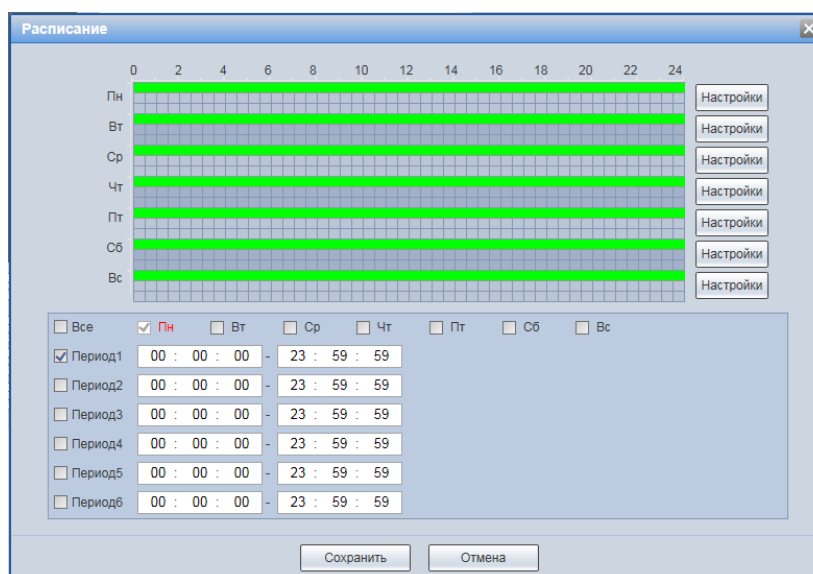 Расписание
0 2 4 6 8 10 12 14 16 18 20 22 24
Пн Настройки
Вт Настройки
Ср Настройки
Чт Настройки
Пт Настройки
Сб Настройки
Вс Настройки
Все Пн Вт Ср Чт Пт Сб Вс
Период1 00 : 00 : 00 - 23 : 59 : 59
Период2 00 : 00 : 00 - 23 : 59 : 59
Период3 00 : 00 : 00 - 23 : 59 : 59
Период4 00 : 00 : 00 - 23 : 59 : 59
Период5 00 : 00 : 00 - 23 : 59 : 59
Период6 00 : 00 : 00 - 23 : 59 : 59
Сохранить Отмена